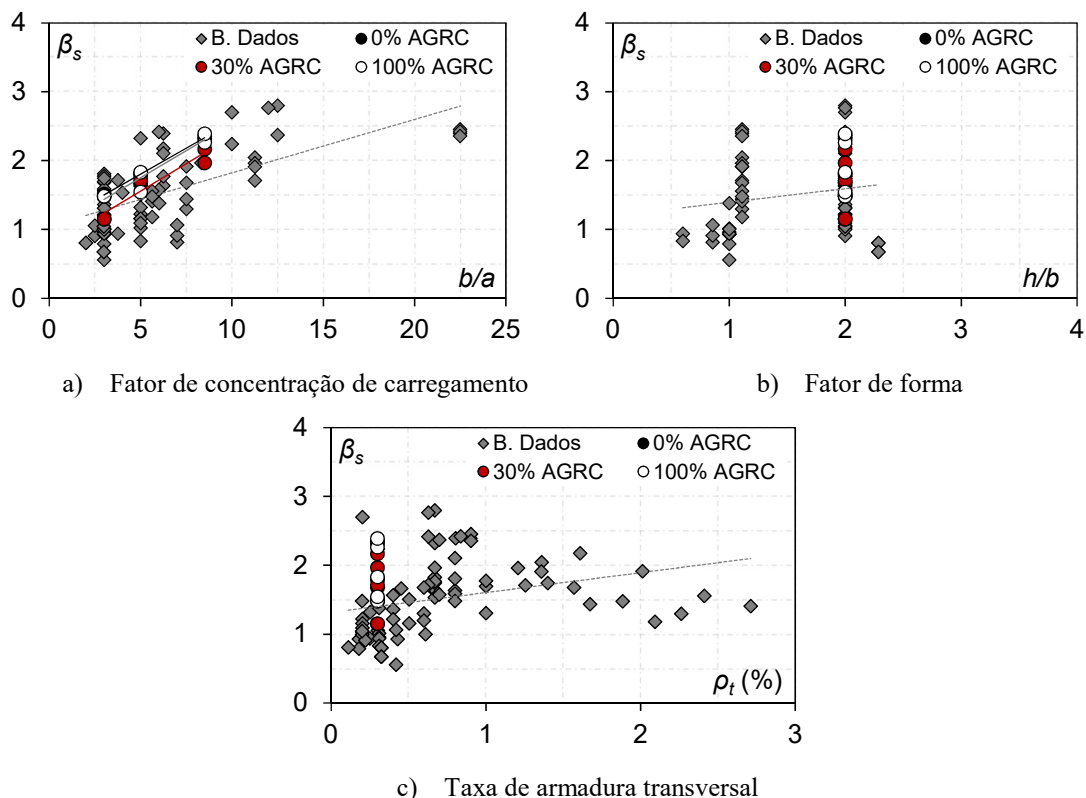 β_s
B. Dados
0% AGRC
30% AGRC
100% AGRC
4
3
2
1
0
b/a
0 5 10 15 20 25
a) Fator de concentração de carregamento
β_s
B. Dados
0% AGRC
30% AGRC
100% AGRC
4
3
2
1
0
h/b
0 1 2 3 4
b) Fator de forma
β_s
B. Dados
0% AGRC
30% AGRC
100% AGRC
4
3
2
1
0
ρ_t (%)
0 1 2 3
c) Taxa de armadura transversal